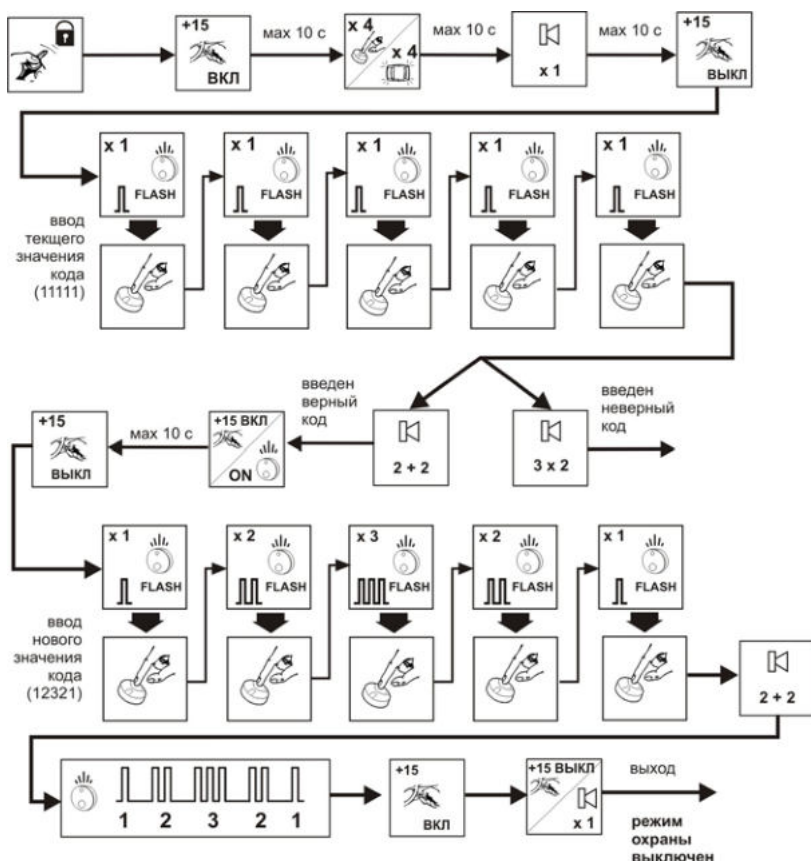 +15
ВКЛ
мах 10 с
х 4
х 4
мах 10 с
х 1
мах 10 с
+15
ВЫКЛ
х 1
FLASH
х 1
FLASH
х 1
FLASH
х 1
FLASH
х 1
FLASH
ввод
текщего
значения
кода
(11111)
введен
верный
код
введен
неверный
код
+15
ВЫКЛ
мах 10 с
+15 ВКЛ
ON
2 + 2
3 х 2
х 1
FLASH
х 2
FLASH
х 3
FLASH
х 2
FLASH
х 1
FLASH
ввод
нового
значения
кода
(12321)
2 + 2
1 2 3 2 1
+15
ВКЛ
+15 ВЫКЛ
х 1
выход
режим
охраны
выключен